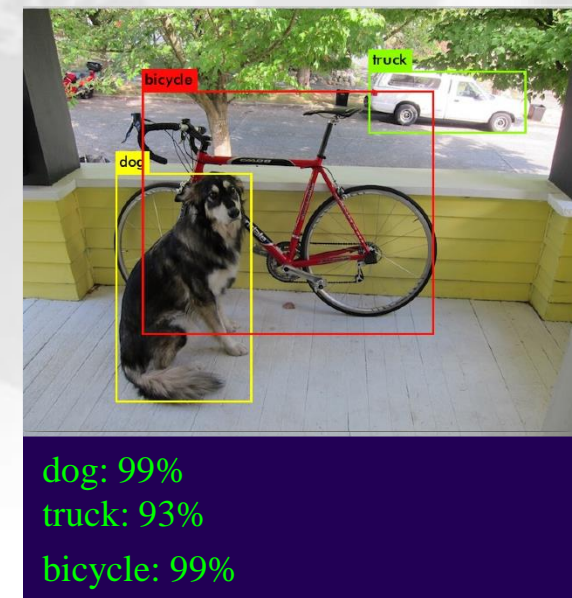 truck
bicycle
dog
dog: 99%
truck: 93%
bicycle: 99%